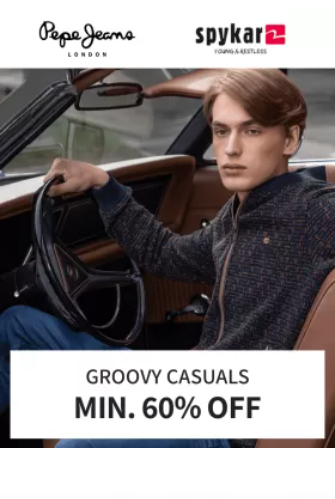 Pepe Jeans
LONDON
spykar
YOUNG & RESTLESS
GROOVY CASUALS
MIN. 60% OFF